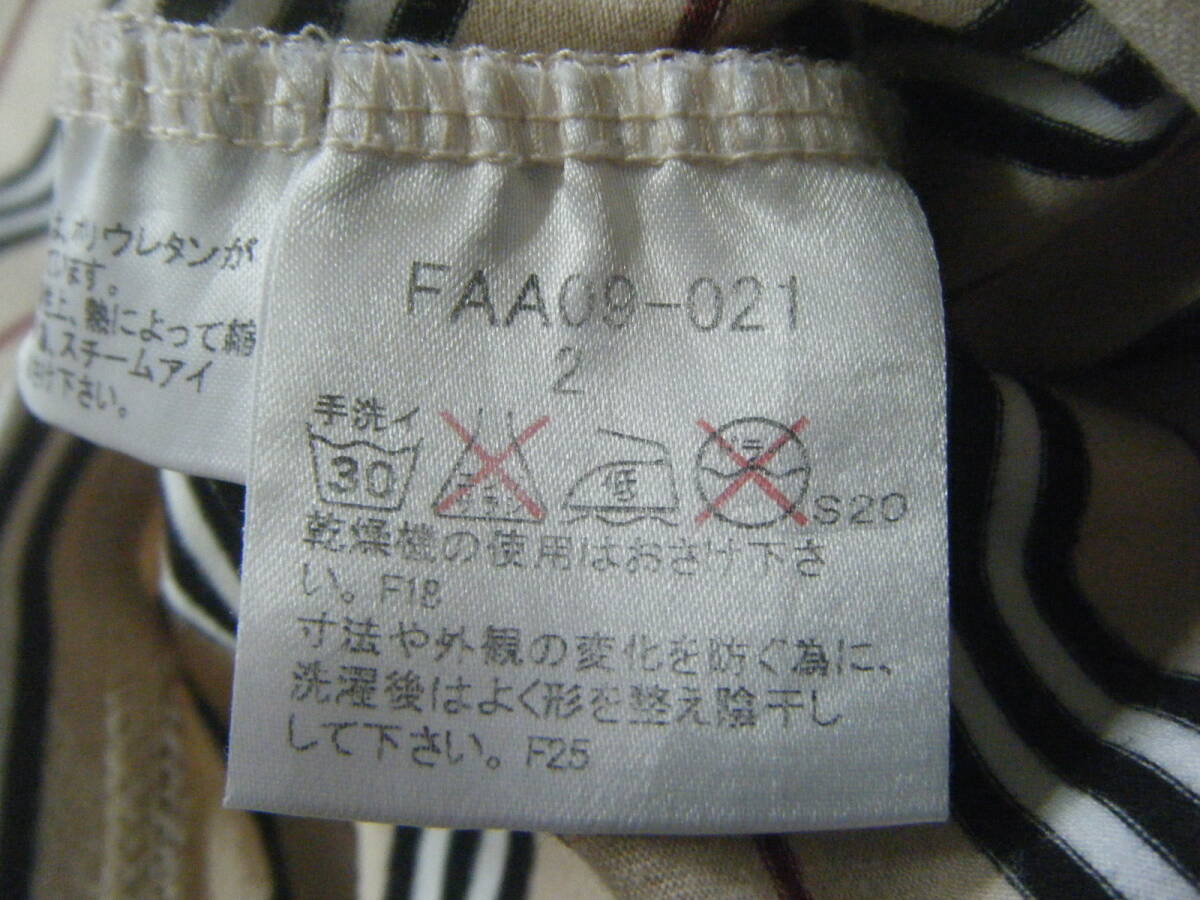 ウレタンが
います。
上、熱によって縮
スチームアイ
下さい。
FAA09-021
2
手洗イ
30
低
S20
乾燥機の使用はおさけ下さ
い。F18
寸法や外観の変化を防ぐ為に、
洗濯後はよく形を整え陰干し
して下さい。F25